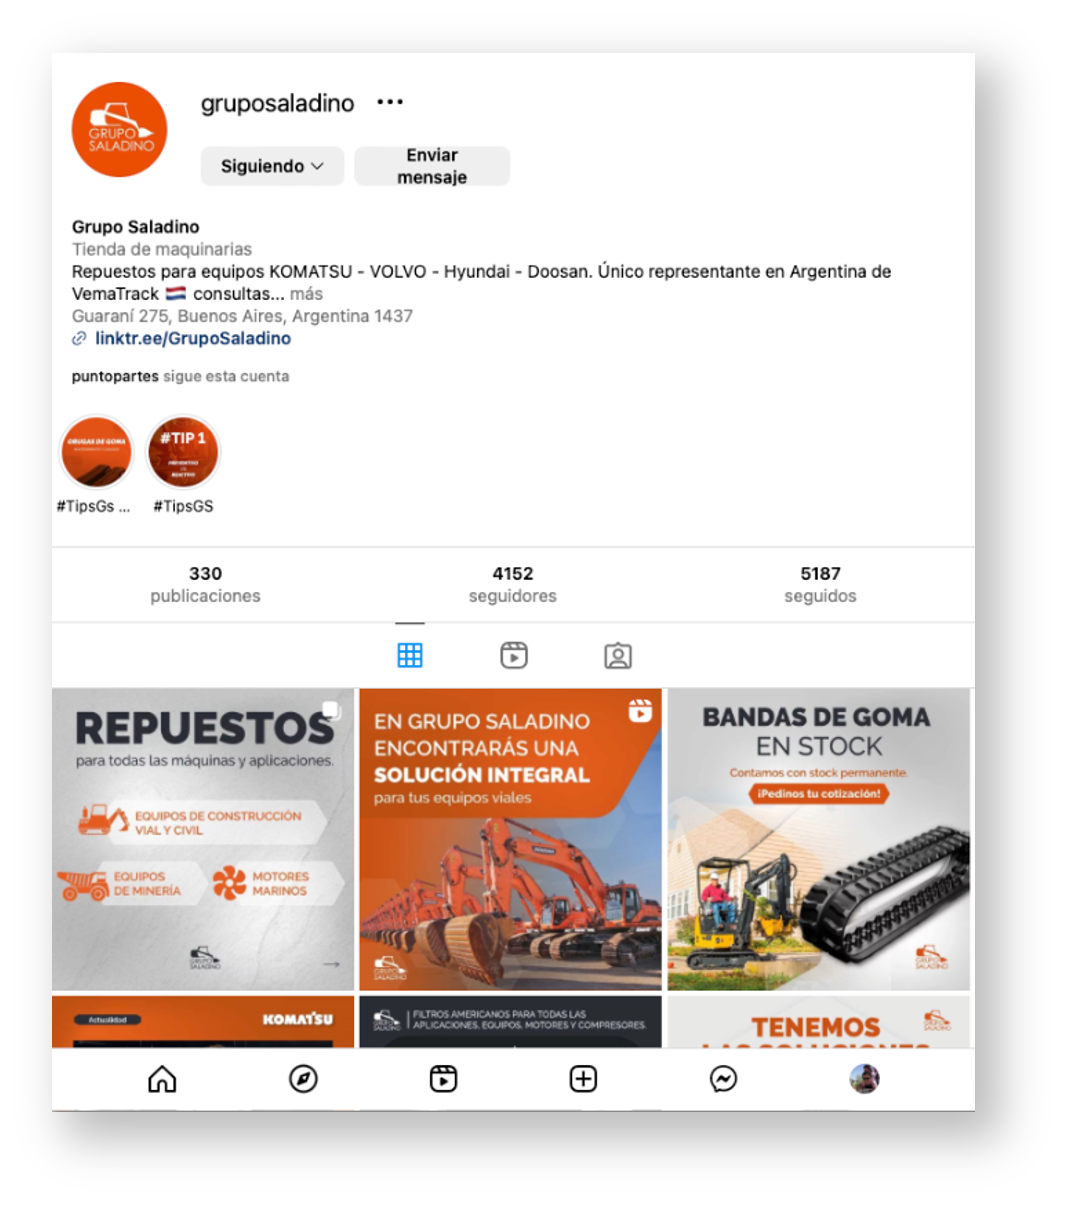 GRUPO
SALADINO
gruposaladino
Siguiendo
Enviar
mensaje
Grupo Saladino
Tienda de maquinarias
Repuestos para equipos KOMATSU - VOLVO - Hyundai - Doosan. Único representante en Argentina de
VemaTrack 🇳🇱 consultas... más
Guaraní 275, Buenos Aires, Argentina 1437
linktr.ee/GrupoSaladino
puntopartes sigue esta cuenta
ORUGAS DE GOMA
#TIP 1
PREVENTIVO
VS
REACTIVO
#TipsGs ...
#TipsGS
330
publicaciones
4152
seguidores
5187
seguidos
REPUESTOS
para todas las máquinas y aplicaciones.
EQUIPOS DE CONSTRUCCIÓN
VIAL Y CIVIL
EQUIPOS
DE MINERÍA
MOTORES
MARINOS
GRUPO
SALADINO
EN GRUPO SALADINO
ENCONTRARÁS UNA
SOLUCIÓN INTEGRAL
para tus equipos viales
GRUPO
SALADINO
BANDAS DE GOMA
EN STOCK
Contamos con stock permanente.
¡Pedinos tu cotización!
GRUPO
SALADINO
Actualidad
KOMATSU
GRUPO
SALADINO
FILTROS AMERICANOS PARA TODAS LAS
APLICACIONES, EQUIPOS, MOTORES Y COMPRESORES.
TENEMOS
LAS SOLUCIONES
GRUPO
SALADINO